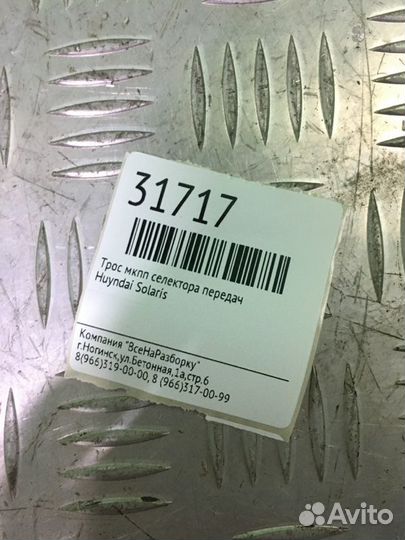 31717
Трос мкпп селектора передач
Huyndai Solaris
Компания "ВсеНаРазборку"
г.Ногинск,ул.Бетонная,1а,стр.6
8(966)319-00-00, 8 (966)317-00-99
Avito